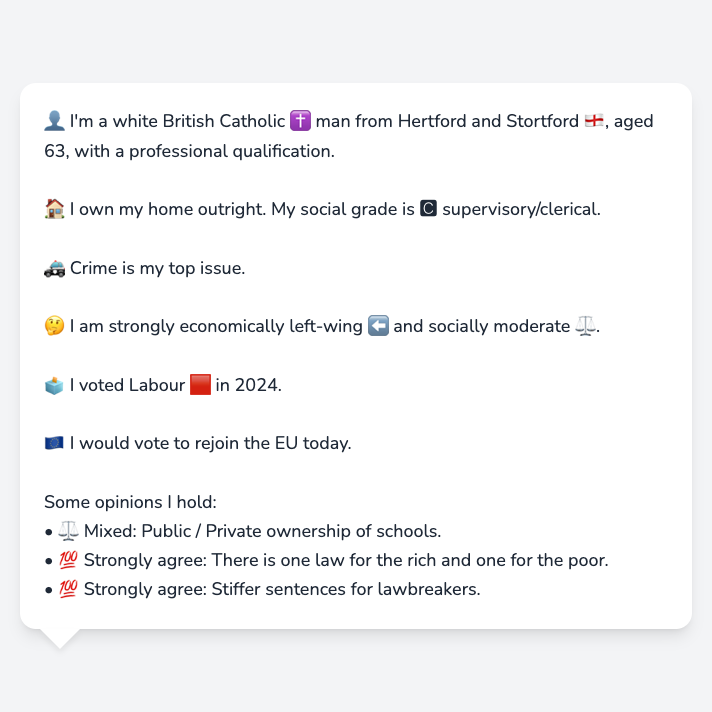 👤 I'm a white British Catholic ✝️ man from Hertford and Stortford 🏴󠁧󠁢󠁥󠁮󠁧󠁿, aged
63, with a professional qualification.
🏠 I own my home outright. My social grade is 🅲 supervisory/clerical.
🚓 Crime is my top issue.
🤔 I am strongly economically left-wing ⬅️ and socially moderate ⚖️.
🗳️ I voted Labour 🟥 in 2024.
🇪🇺 I would vote to rejoin the EU today.
Some opinions I hold:
• ⚖️ Mixed: Public / Private ownership of schools.
• 💯 Strongly agree: There is one law for the rich and one for the poor.
• 💯 Strongly agree: Stiffer sentences for lawbreakers.